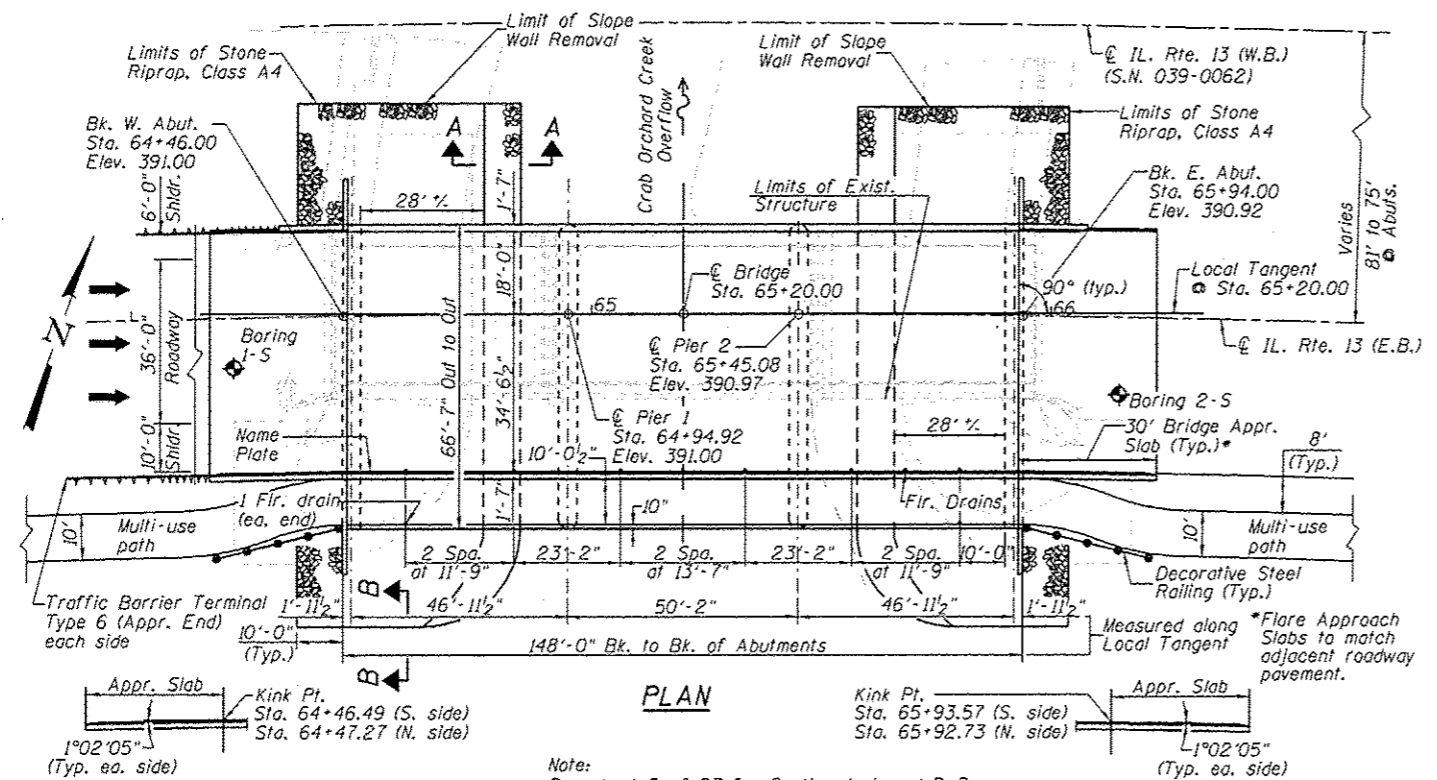 Limit of Slope
Wall Removal
Limits of Stone
Riprap, Class A4
Limit of Slope
Wall Removal
℄ IL. Rte. 13 (W.B.)
(S.N. 039-0062)
Limits of Stone
Riprap, Class A4
Bk. W. Abut.
Sta. 64+46.00
Elev. 391.00
A
A
Crab Orchard Creek
Overflow
Bk. E. Abut.
Sta. 65+94.00
Elev. 390.92
Limits of Exist.
Structure
6'-0"
Shldr.
28' ±
1'-7"
Varies
81' to 75'
@ Abuts.
18'-0"
℄ Bridge
Sta. 65+20.00
90° (typ.)
Local Tangent
@ Sta. 65+20.00
65
66
N
36'-0"
Roadway
Boring
1-S
66'-7" Out to Out
34'-6½"
℄ Pier 2
Sta. 65+45.08
Elev. 390.97
℄ IL. Rte. 13 (E.B.)
℄ Pier 1
Sta. 64+94.92
Elev. 391.00
Boring 2-S
30' Bridge Appr.
Slab (Typ.)*
10'-0"
Shldr.
Name
Plate
10'-0½"
28' ±
8'
(Typ.)
1 Flr. drain
(ea. end)
1'-7"
10"
Flr. Drains
10'
Multi-use
path
10'
Multi-use
path
2 Spa.
at 11'-9"
23'-2"
2 Spa.
at 13'-7"
23'-2"
2 Spa.
at 11'-9"
10'-0"
Decorative Steel
Railing (Typ.)
Traffic Barrier Terminal
Type 6 (Appr. End)
each side
B
B
1'-11½"
46'-11½"
50'-2"
46'-11½"
1'-11½"
10'-0"
(Typ.)
148'-0" Bk. to Bk. of Abutments
Measured along
Local Tangent
*Flare Approach
Slabs to match
adjacent roadway
pavement.
PLAN
Appr. Slab
Kink Pt.
Sta. 64+46.49 (S. side)
Sta. 64+47.27 (N. side)
1°02'05"
(Typ. ea. side)
Kink Pt.
Sta. 65+93.57 (S. side)
Sta. 65+92.73 (N. side)
Appr. Slab
1°02'05"
(Typ. ea. side)
Note: